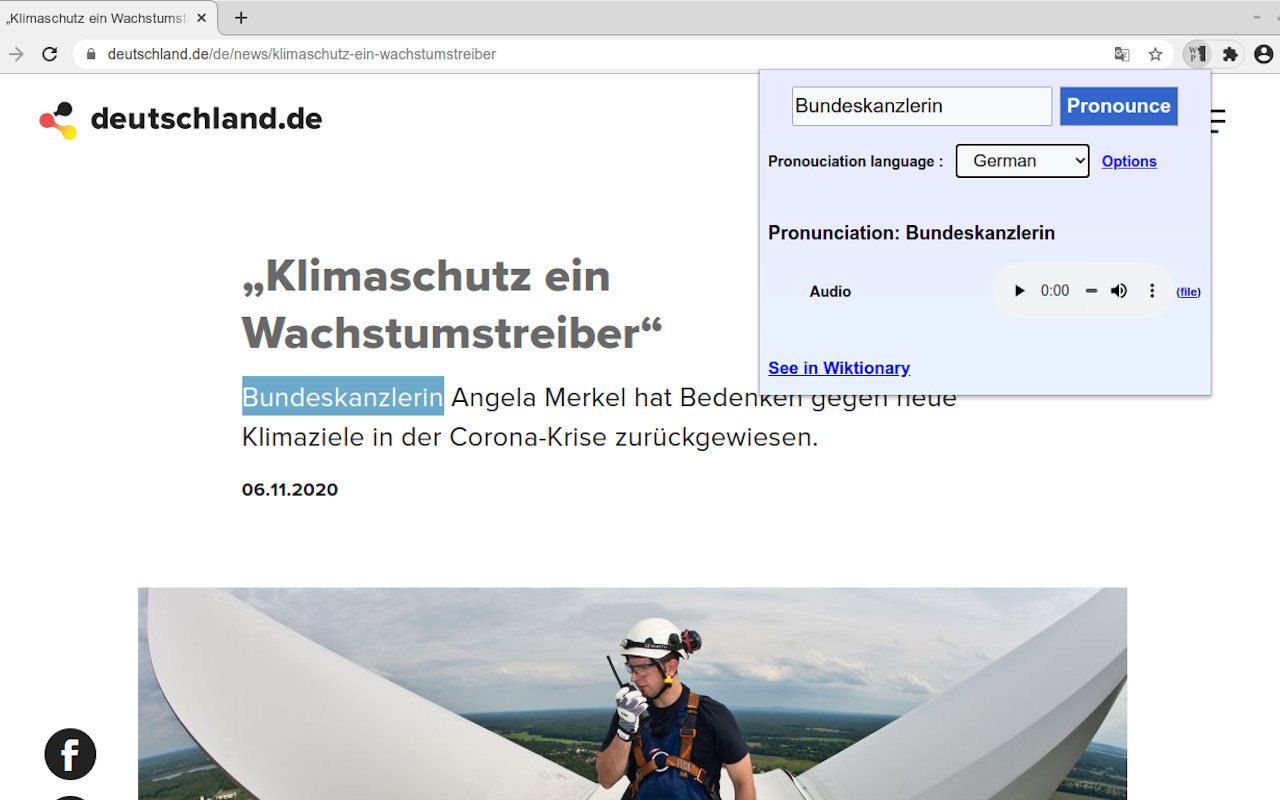 „Klimaschutz ein Wachstumst
deutschland.de/de/news/klimaschutz-ein-wachstumstreiber
deutschland.de
Bundeskanzlerin
Pronounce
Pronouciation language :
German
Options
Pronunciation: Bundeskanzlerin
Audio
0:00
(file)
See in Wiktionary
„Klimaschutz ein
Wachstumstreiber“
Bundeskanzlerin Angela Merkel hat Bedenken gegen neue
Klimaziele in der Corona-Krise zurückgewiesen.
06.11.2020
f